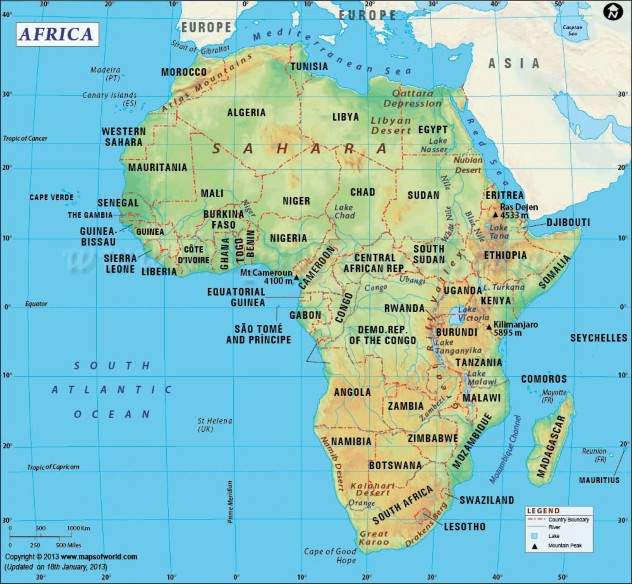 AFRICA
EUROPE
EUROPE
ASIA
Caspian Sea
N
40°
20°
10°
0°
10°
20°
30°
40°
50°
30°
20°
10°
0°
10°
20°
30°
Strait of Gibraltar
Mediterranean Sea
Madeira
(PT)
Canary Islands
(ES)
MOROCCO
Atlas Mountains
TUNISIA
ALGERIA
LIBYA
Qattara
Depression
Libyan
Desert
EGYPT
Lake
Nasser
Red Sea
Tropic of Cancer
WESTERN
SAHARA
SAHARA
Nubian
Desert
MAURITANIA
MALI
NIGER
CHAD
SUDAN
Nile
ERITREA
Ras Dejen
4533 m
CAPE VERDE
SENEGAL
THE GAMBIA
GUINEA-
BISSAU
GUINEA
BURKINA
FASO
Niger
Lake
Chad
White Nile
Blue Nile
Lake
Tana
DJIBOUTI
SIERRA
LEONE
LIBERIA
CÔTE
D'IVOIRE
GHANA
TOGO
BENIN
NIGERIA
CAMEROON
CENTRAL
AFRICAN REP.
SOUTH
SUDAN
ETHIOPIA
SOMALIA
Mt Cameroun
4100 m
EQUATORIAL
GUINEA
Congo
Ubangi
Rift Valley
UGANDA
L. Turkana
KENYA
Equator
GABON
CONGO
RWANDA
Lake
Victoria
SÃO TOMÉ
AND PRÍNCIPE
DEMO.REP.
OF THE CONGO
BURUNDI
Kilimanjaro
5895 m
SEYCHELLES
Lake
Tanganyika
TANZANIA
SOUTH
ATLANTIC
OCEAN
Lake
Malawi
COMOROS
Mayotte
(FR)
ANGOLA
ZAMBIA
MALAWI
Zambezi
St Helena
(UK)
ZIMBABWE
MOZAMBIQUE
Mozambique Channel
MADAGASCAR
NAMIBIA
Namib Desert
Reunion
(FR)
MAURITIUS
Tropic of Capricorn
BOTSWANA
Kalahari
Desert
Prime Meridian
Orange
SOUTH AFRICA
SWAZILAND
LESOTHO
Drakensberg
Great
Karoo
Cape of Good
Hope
LEGEND
Country Boundary
River
Lake
Mountain Peak
0 500 1000 Km
0 250 500 Miles
Copyright © 2013 www.mapsofworld.com
(Updated on 18th January, 2013)